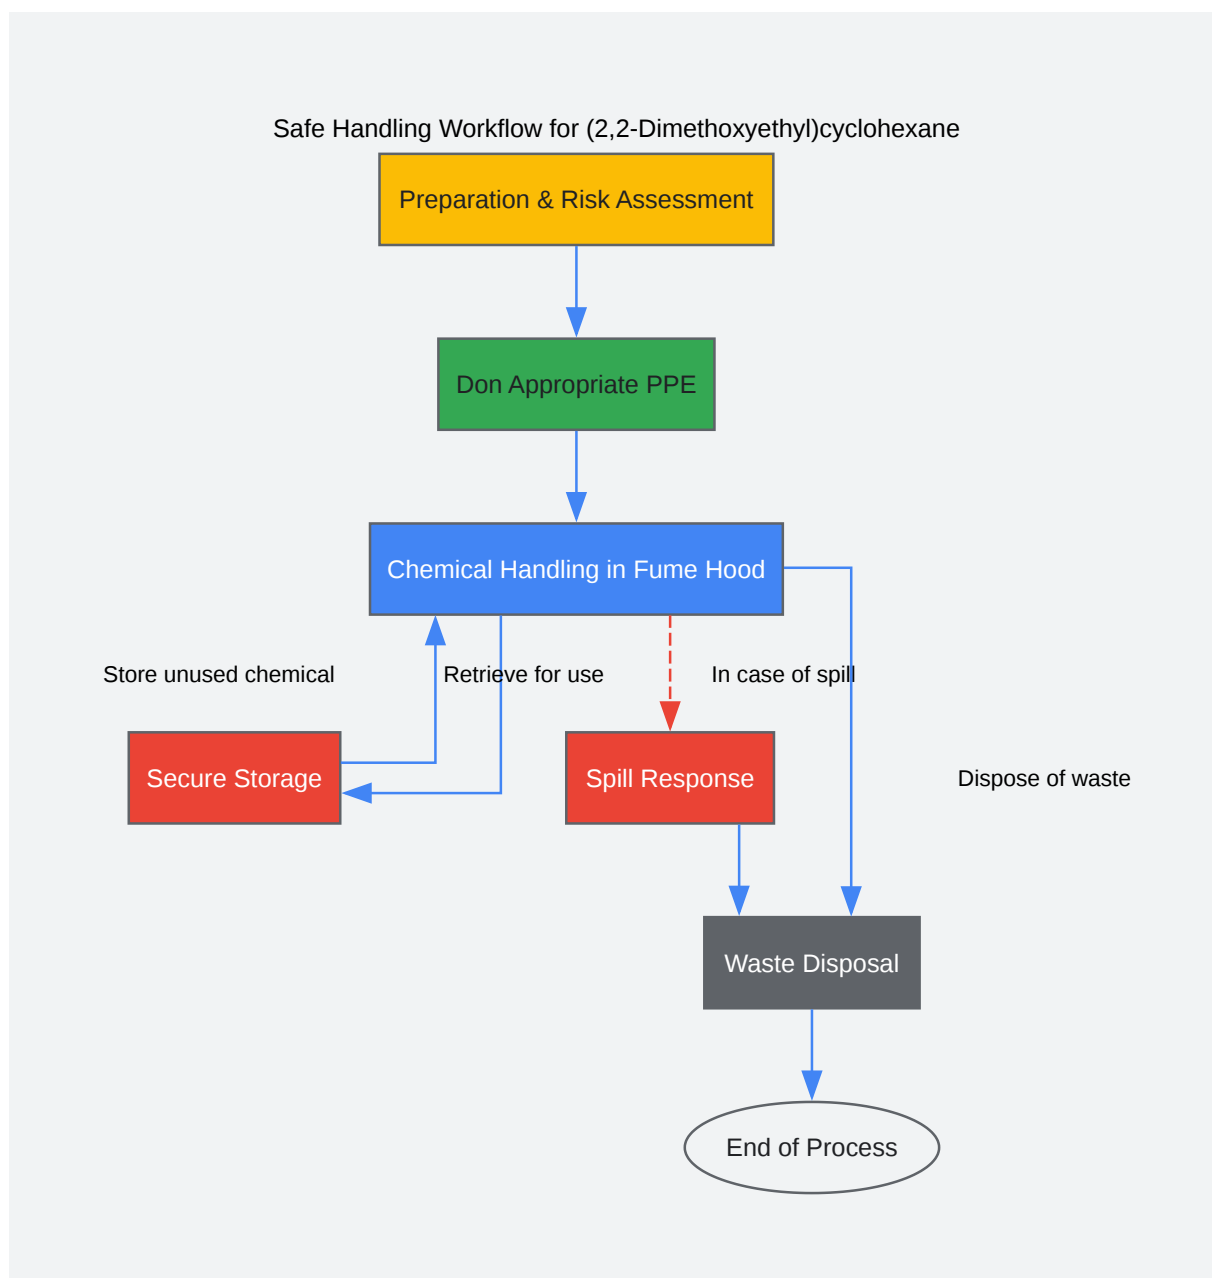 Safe Handling Workflow for (2,2-Dimethoxyethyl)cyclohexane
Preparation & Risk Assessment
Don Appropriate PPE
Chemical Handling in Fume Hood
Store unused chemical
Retrieve for use
In case of spill
Secure Storage
Spill Response
Dispose of waste
Waste Disposal
End of Process